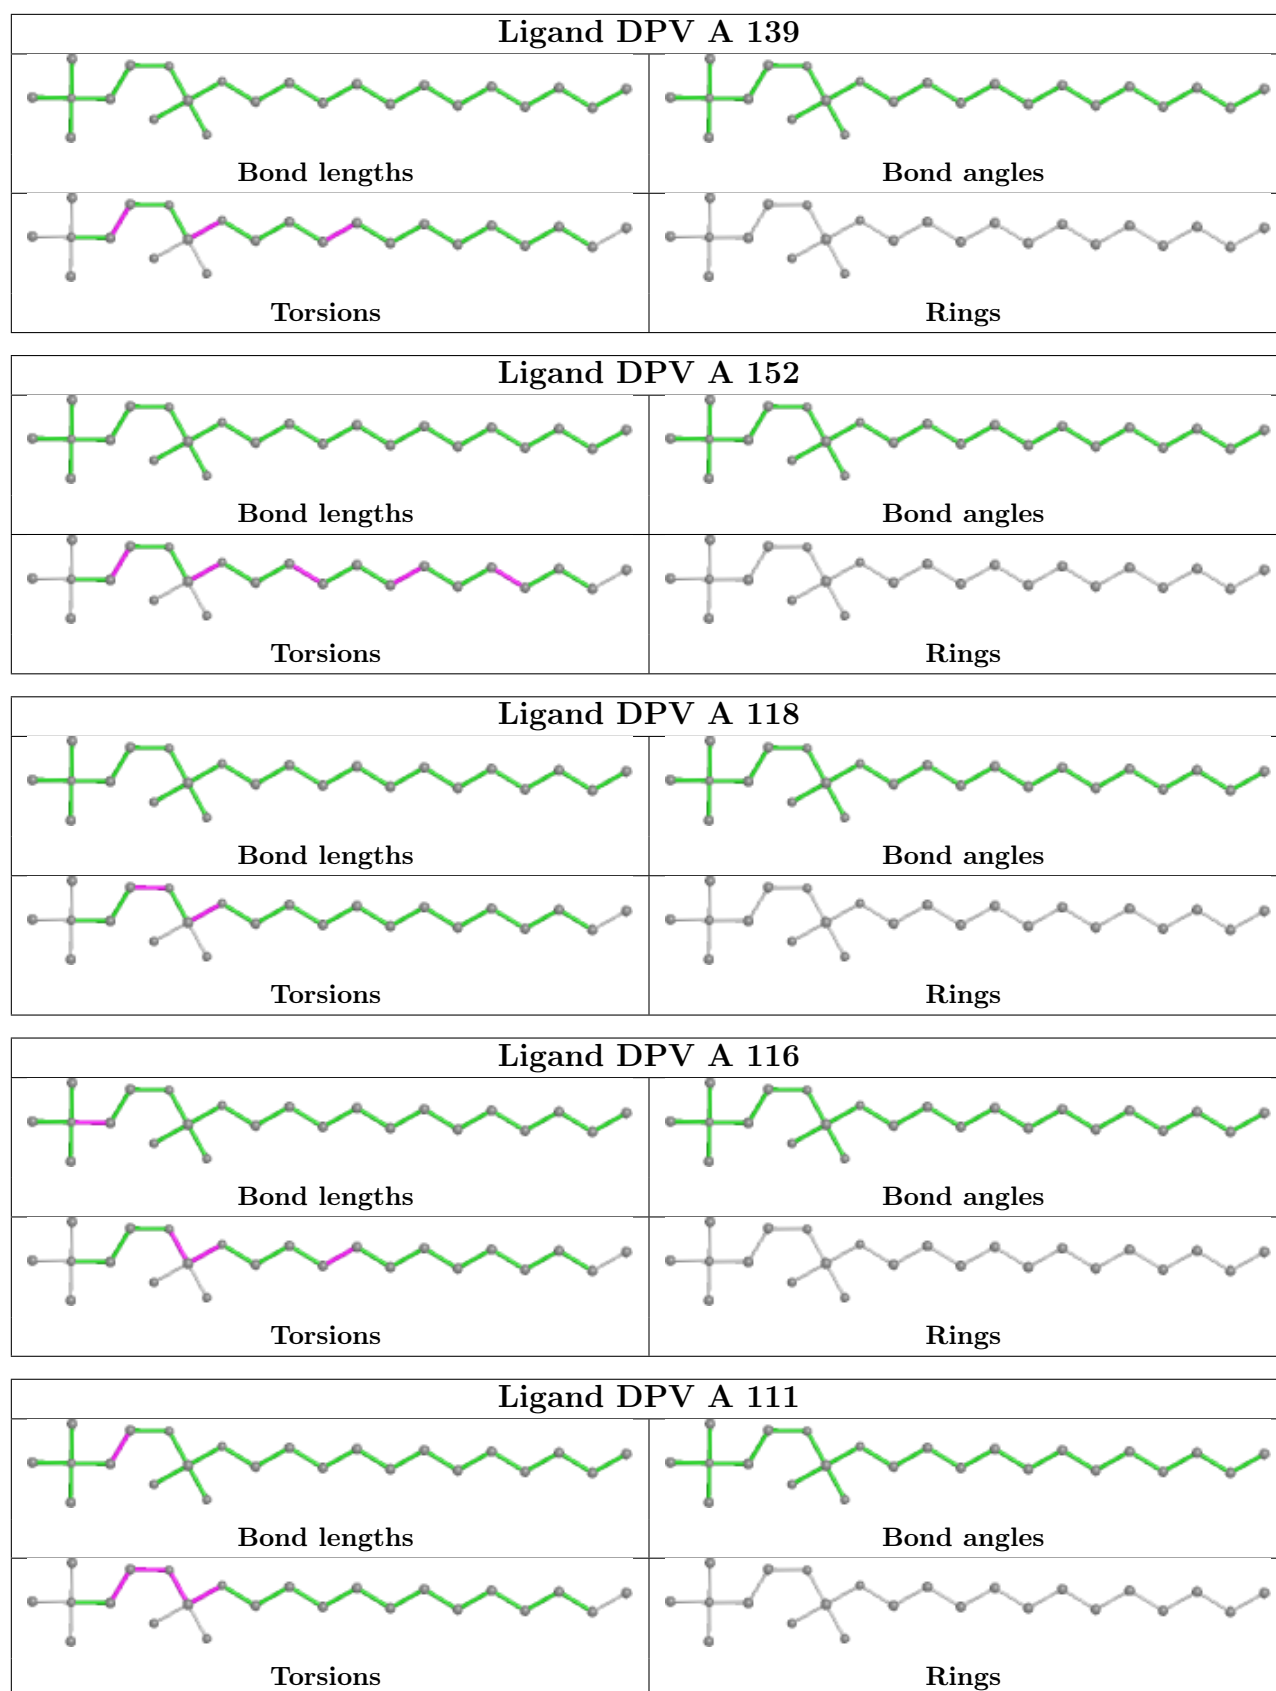 Ligand DPV A 139
Bond lengths
Bond angles
Torsions
Rings
Ligand DPV A 152
Bond lengths
Bond angles
Torsions
Rings
Ligand DPV A 118
Bond lengths
Bond angles
Torsions
Rings
Ligand DPV A 116
Bond lengths
Bond angles
Torsions
Rings
Ligand DPV A 111
Bond lengths
Bond angles
Torsions
Rings